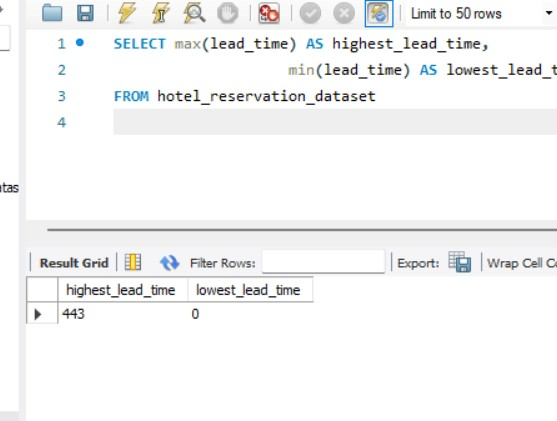 Limit to 50 rows
1 SELECT max(lead_time) AS highest_lead_time,
2 min(lead_time) AS lowest_lead_t
3 FROM hotel_reservation_dataset
4
tas
Result Grid Filter Rows: Export: Wrap Cell Co
highest_lead_time lowest_lead_time
443 0